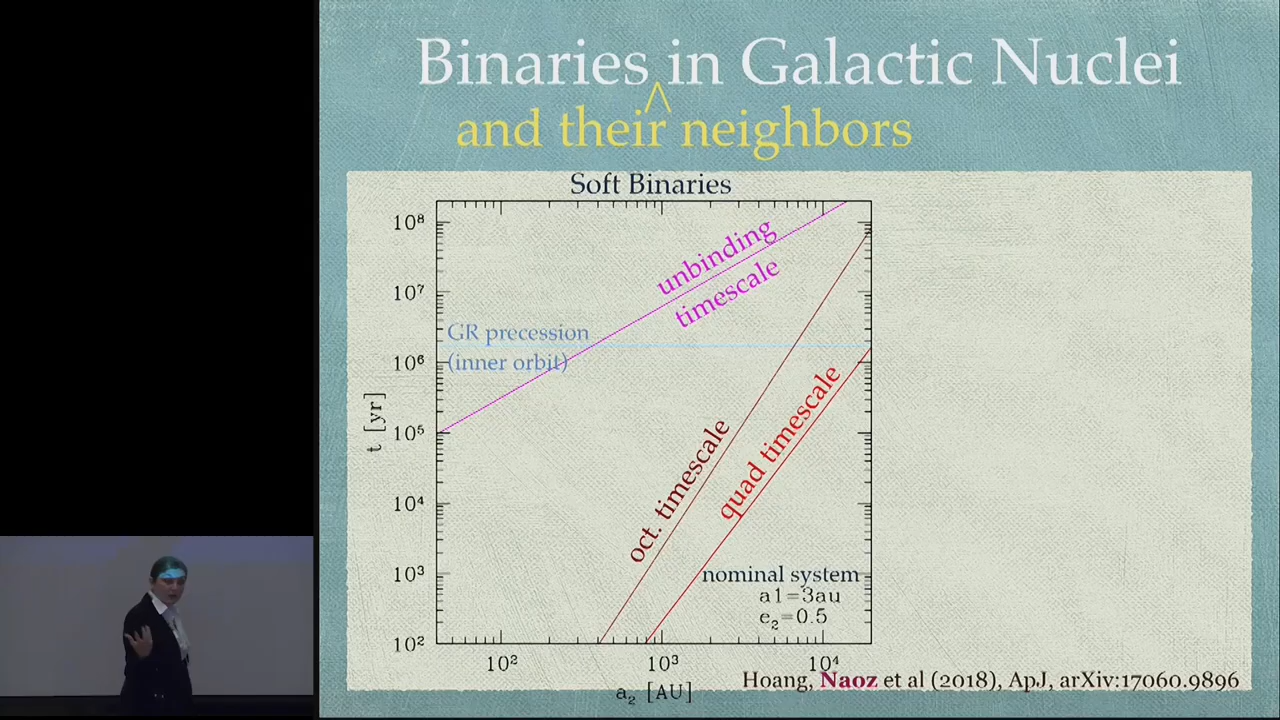 Binaries in Galactic Nuclei
^
and their neighbors
Soft Binaries
unbinding
timescale
GR precession
(inner orbit)
oct. timescale
quad timescale
nominal system
a1=3au
e₂=0.5
10⁸
10⁷
10⁶
10⁵
10⁴
10³
10²
t [yr]
10² 10³ 10⁴
a₂ [AU]
Hoang, Naoz et al (2018), ApJ, arXiv:17060.9896